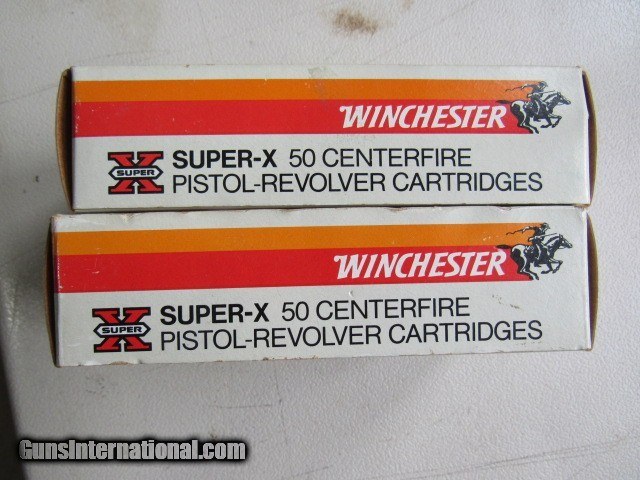 WINCHESTER
X SUPER
SUPER-X 50 CENTERFIRE
PISTOL-REVOLVER CARTRIDGES
WINCHESTER
X SUPER
SUPER-X 50 CENTERFIRE
PISTOL-REVOLVER CARTRIDGES
GunsInternational.com